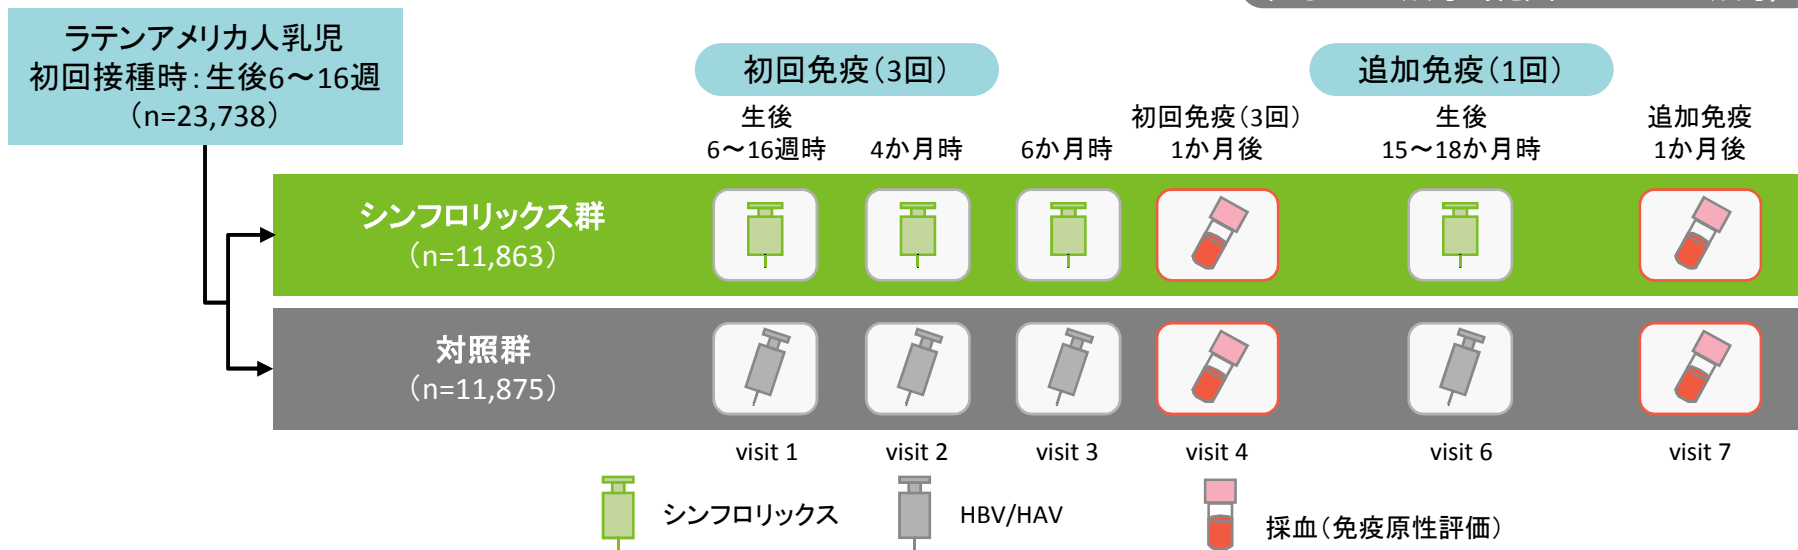 ラテンアメリカ人乳児
初回接種時：生後6～16週
（n=23,738）
初回免疫（3回）
追加免疫（1回）
生後
6～16週時
4か月時
6か月時
初回免疫（3回）
1か月後
生後
15～18か月時
追加免疫
1か月後
シンフロリックス群
（n=11,863）
対照群
（n=11,875）
visit 1
visit 2
visit 3
visit 4
visit 6
visit 7
シンフロリックス
HBV/HAV
採血（免疫原性評価）